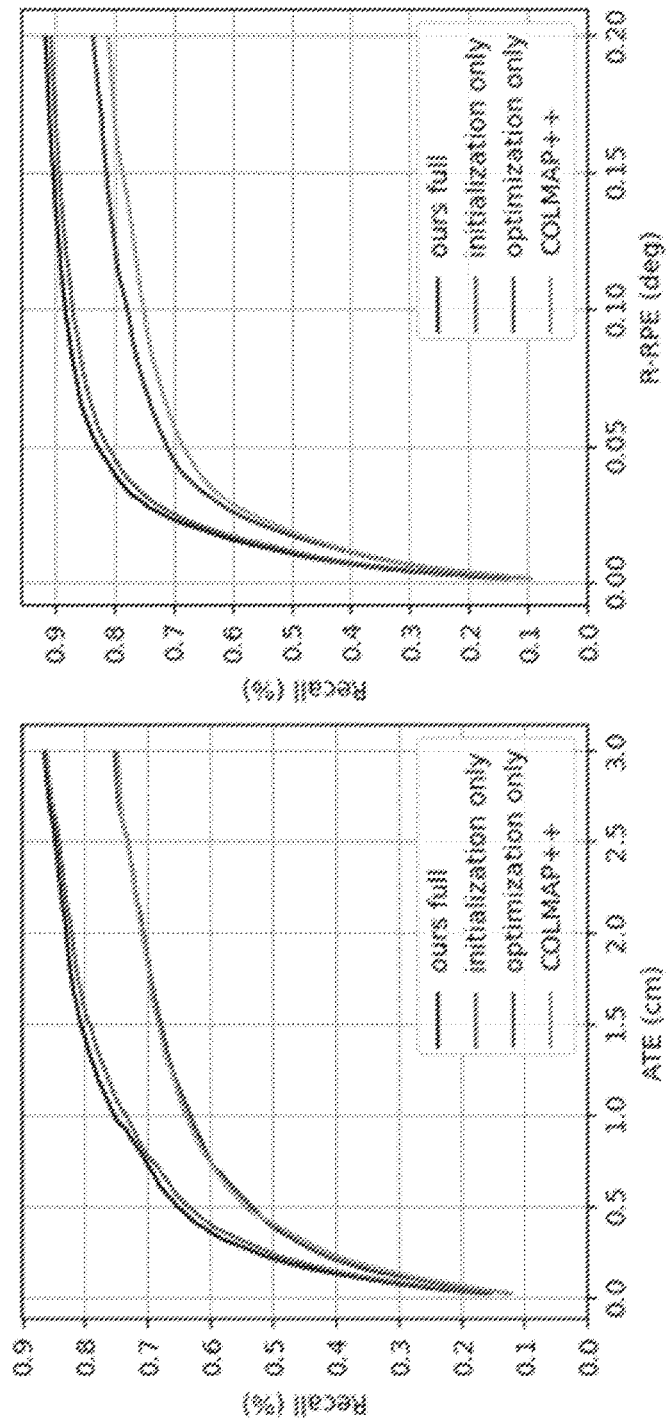 Recall (%)
0.9
0.8
0.7
0.6
0.5
0.4
0.3
0.2
0.1
0.0
0.0
0.5
1.0
1.5
2.0
2.5
3.0
ATE (cm)
ours full
initialization only
optimization only
COLMAP++
Recall (%)
0.9
0.8
0.7
0.6
0.5
0.4
0.3
0.2
0.1
0.0
0.00
0.05
0.10
0.15
0.20
R-RPE (deg)
ours full
initialization only
optimization only
COLMAP++